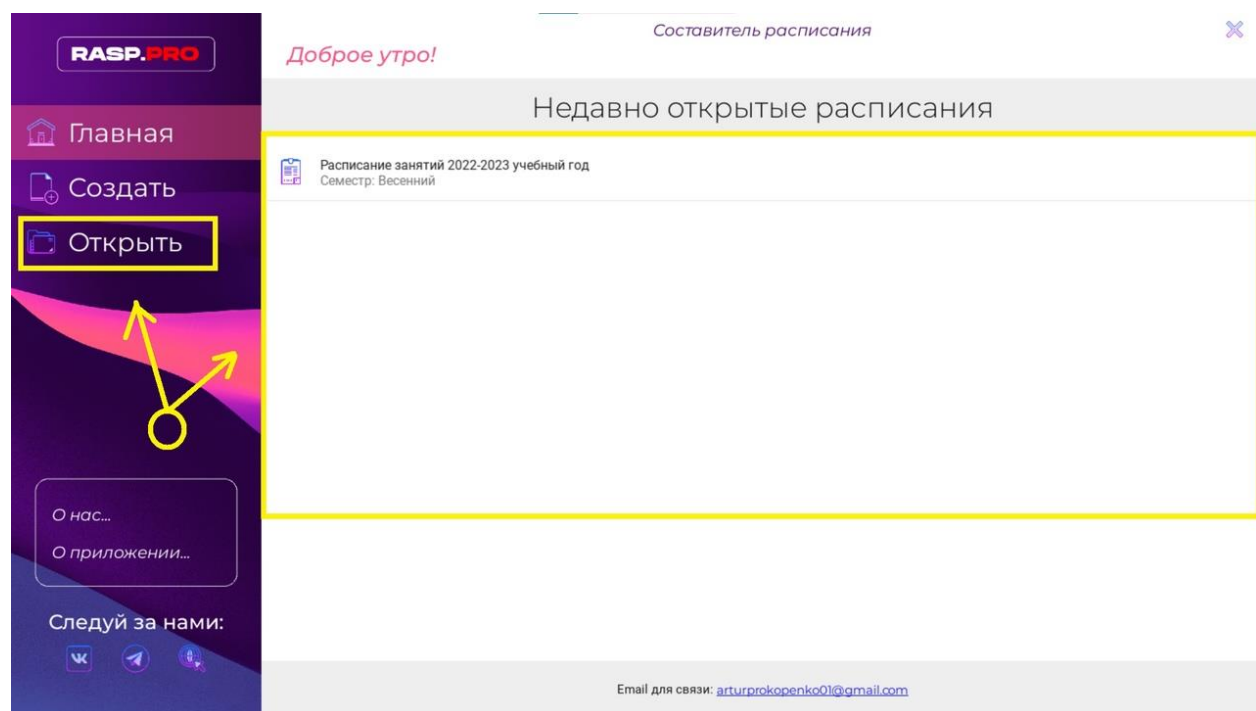 RASP.PRO
Главная
Создать
Открыть
О нас...
О приложении...
Следуй за нами:
Составитель расписания
Доброе утро!
Недавно открытые расписания
Расписание занятий 2022-2023 учебный год
Семестр: Весенний
Email для связи: arturprokopenko01@gmail.com